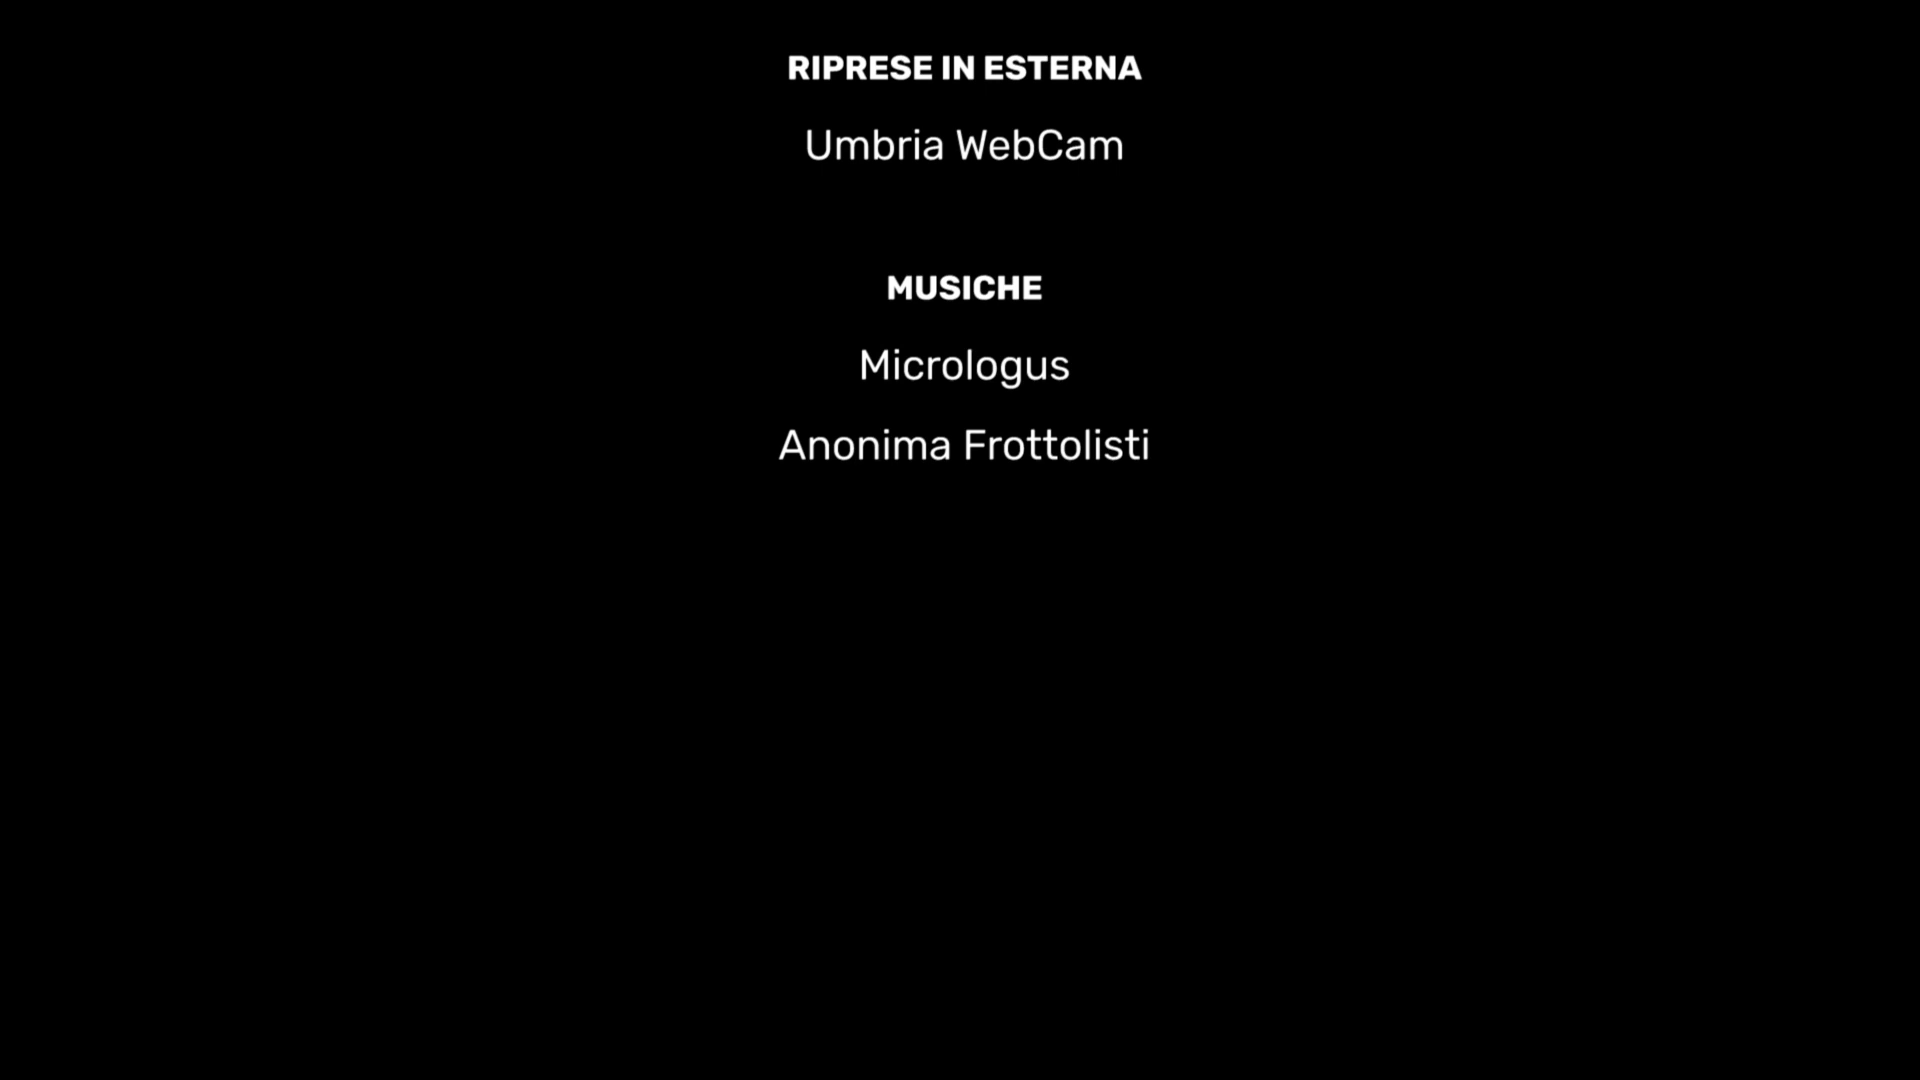 RIPRESE IN ESTERNA
Umbria WebCam
MUSICHE
Micrologus
Anonima Frottolisti